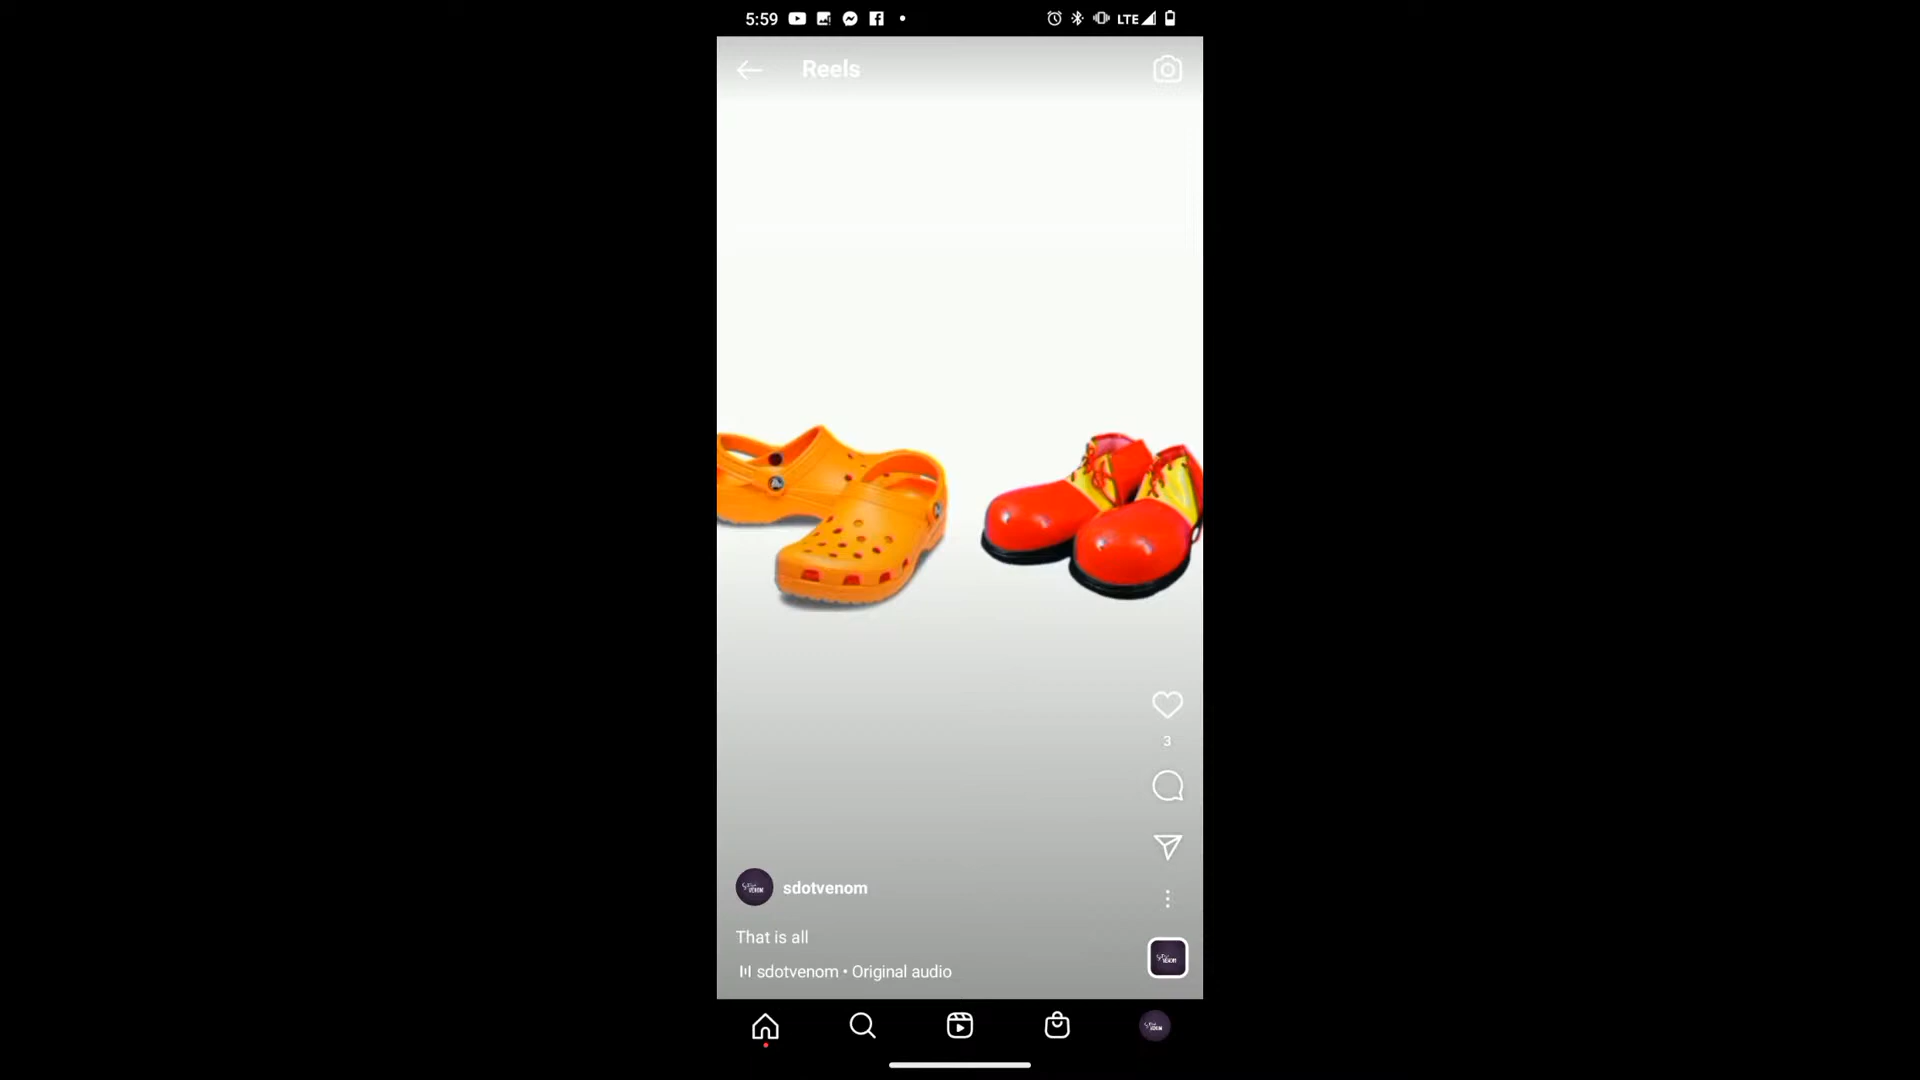 5:59
LTE
Reels
3
sdotvenom
That is all
sdotvenom • Original audio